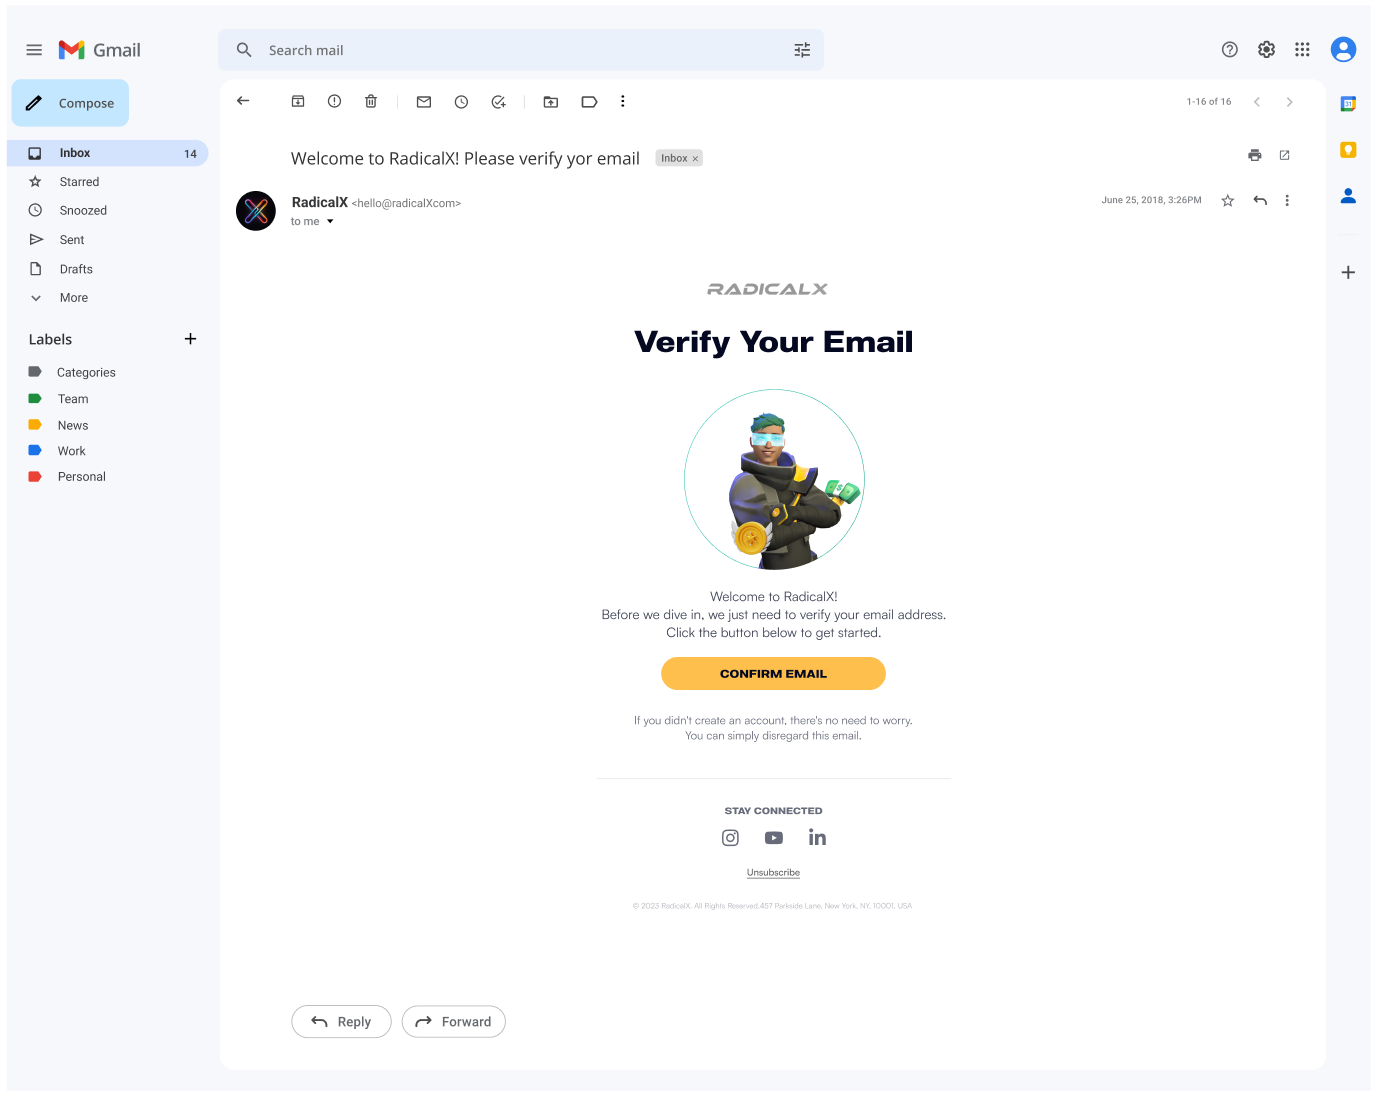 Gmail
Search mail
Compose
1-16 of 16
Inbox 14
Starred
Snoozed
Sent
Drafts
More
Labels
Categories
Team
News
Work
Personal
Welcome to RadicalX! Please verify yor email Inbox ×
RadicalX <hello@radicalXcom>
to me
June 25, 2018, 3:26PM
RADICALX
Verify Your Email
Welcome to RadicalX!
Before we dive in, we just need to verify your email address.
Click the button below to get started.
CONFIRM EMAIL
If you didn't create an account, there's no need to worry.
You can simply disregard this email.
STAY CONNECTED
in
Unsubscribe
© 2023 RadicalX. All Rights Reserved.457 Parkside Lane, New York, NY, 10001, USA
Reply
Forward
31